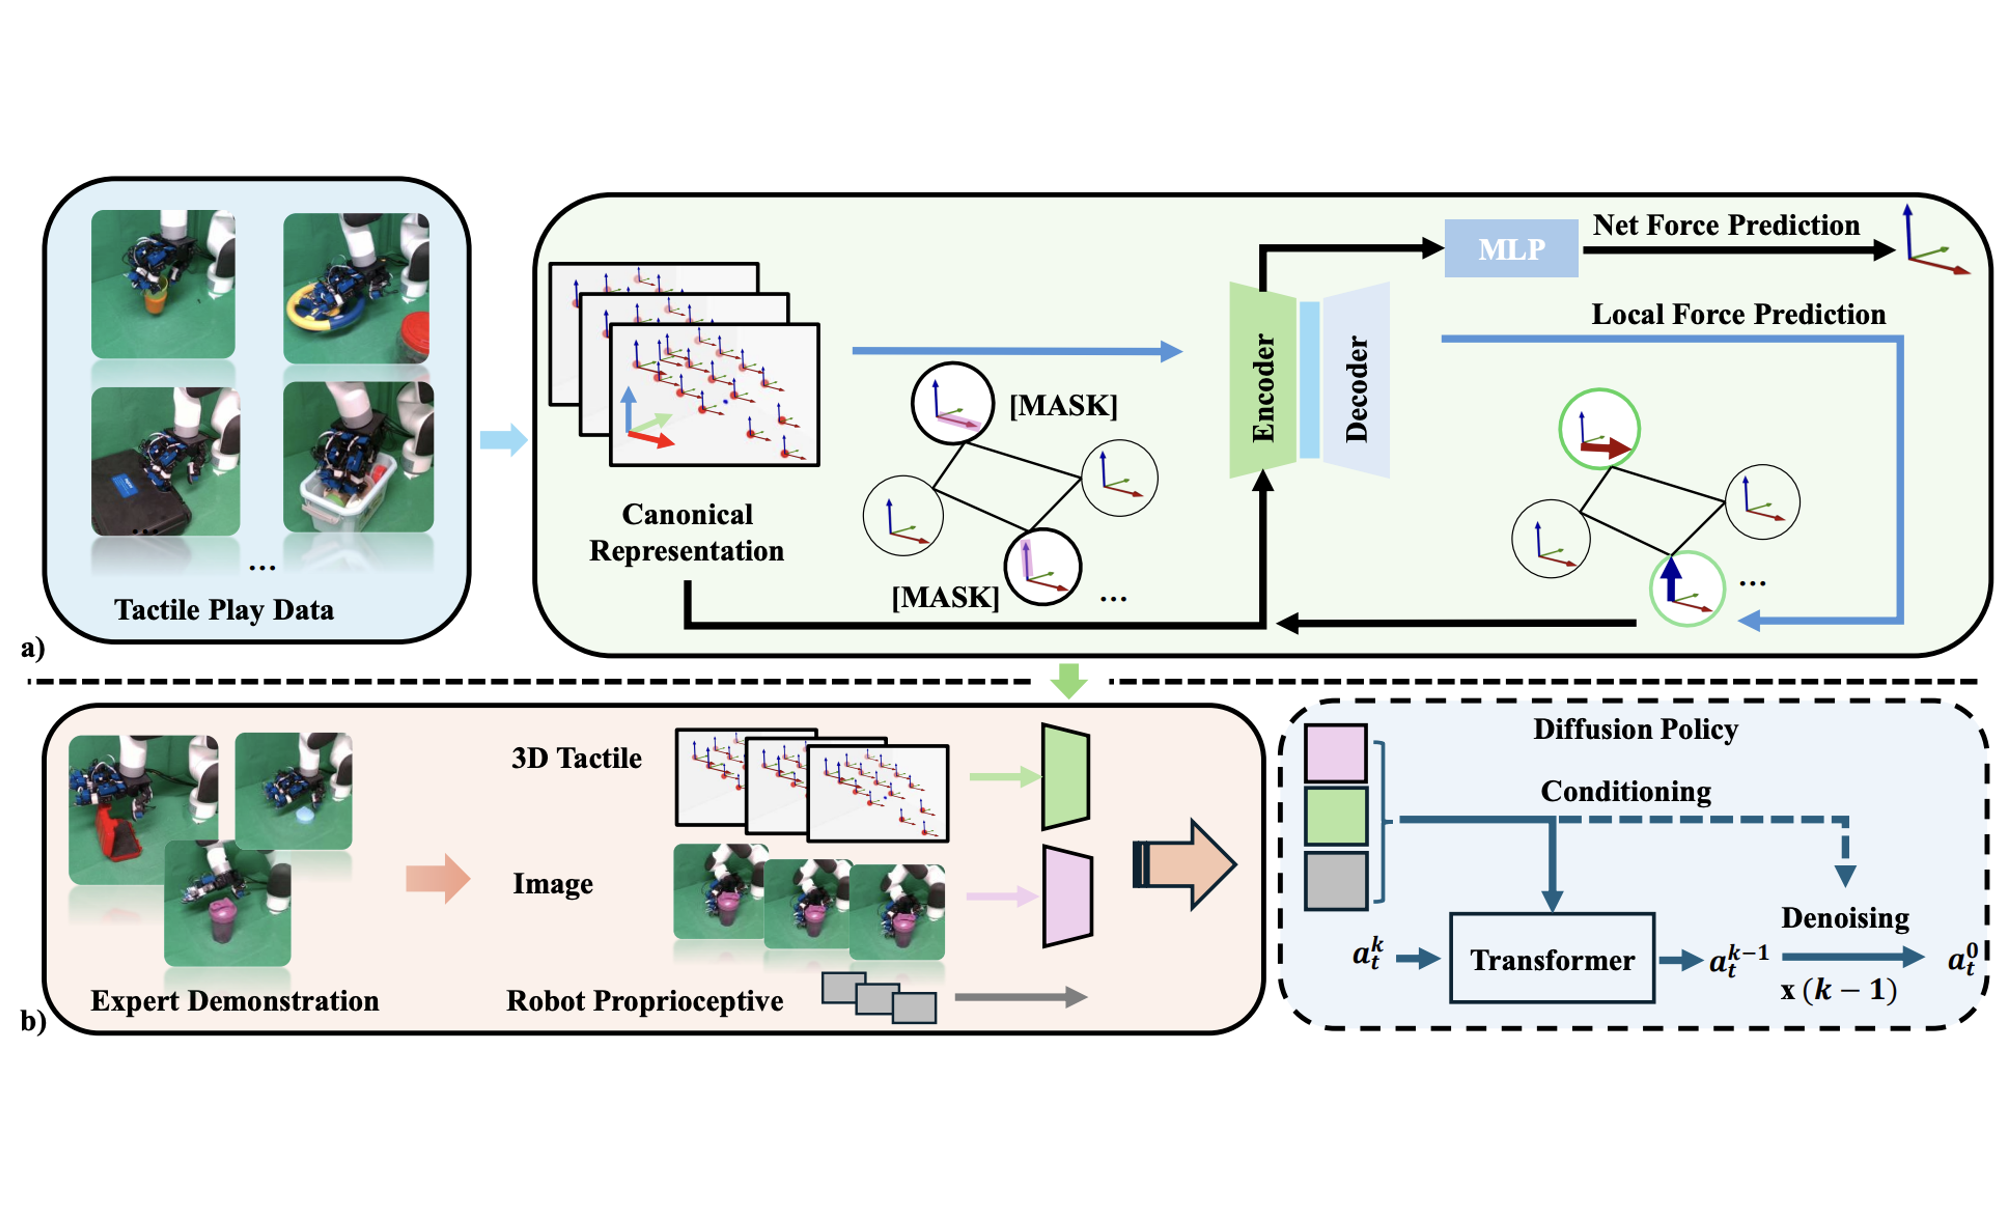 Tactile Play Data
...
a)
Canonical
Representation
[MASK]
[MASK]
...
Encoder
Decoder
MLP
Net Force Prediction
Local Force Prediction
...
b)
Expert Demonstration
3D Tactile
Image
Robot Proprioceptive
Diffusion Policy
Conditioning
Denoising
$a_t^k$
Transformer
$a_t^{k-1}$
x $(k-1)$
$a_t^0$